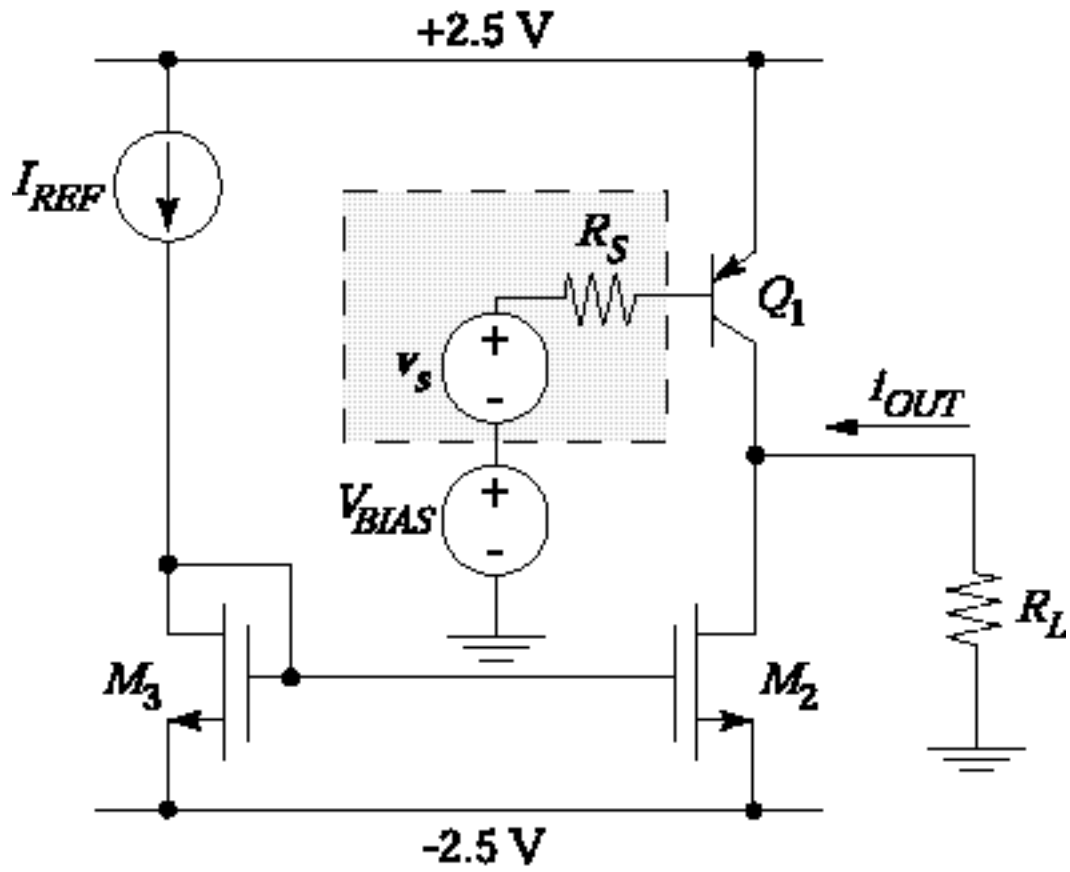 +2.5 V
I_REF
R_S
Q_1
+
v_s
-
i_OUT
+
V_BIAS
-
R_L
M_3
M_2
-2.5 V